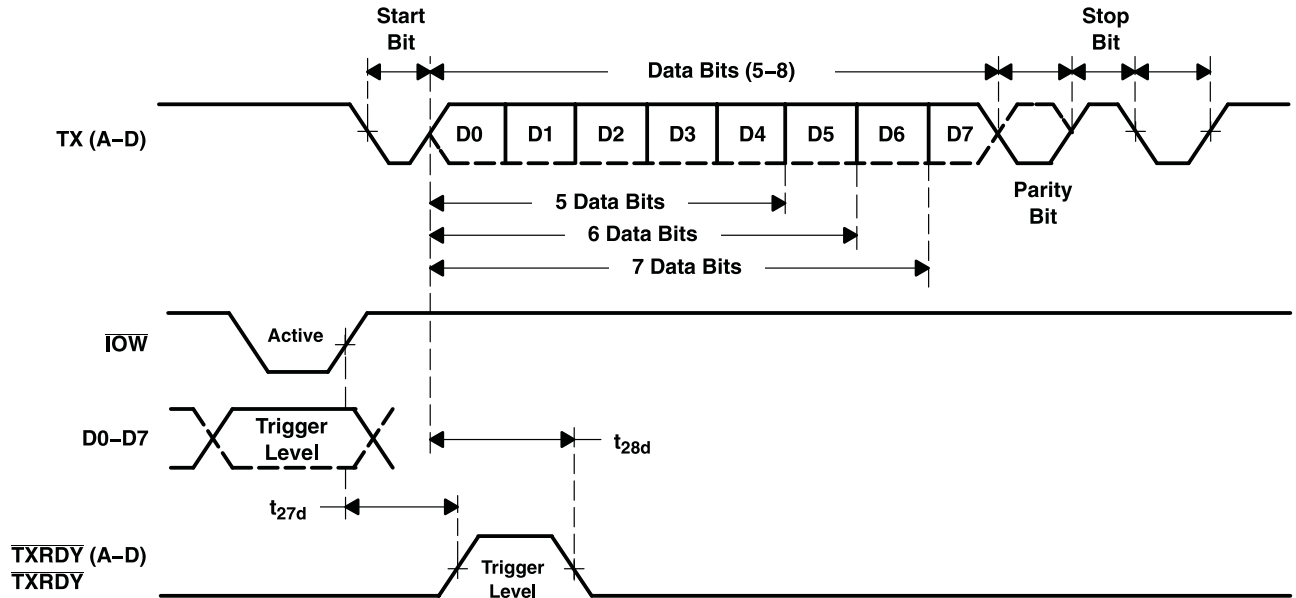 Start
Bit
Data Bits (5–8)
Stop
Bit
TX (A–D)
D0 D1 D2 D3 D4 D5 D6 D7
Parity
Bit
5 Data Bits
6 Data Bits
7 Data Bits
IOW
Active
D0–D7
Trigger
Level
t28d
t27d
TXRDY (A–D)
TXRDY
Trigger
Level